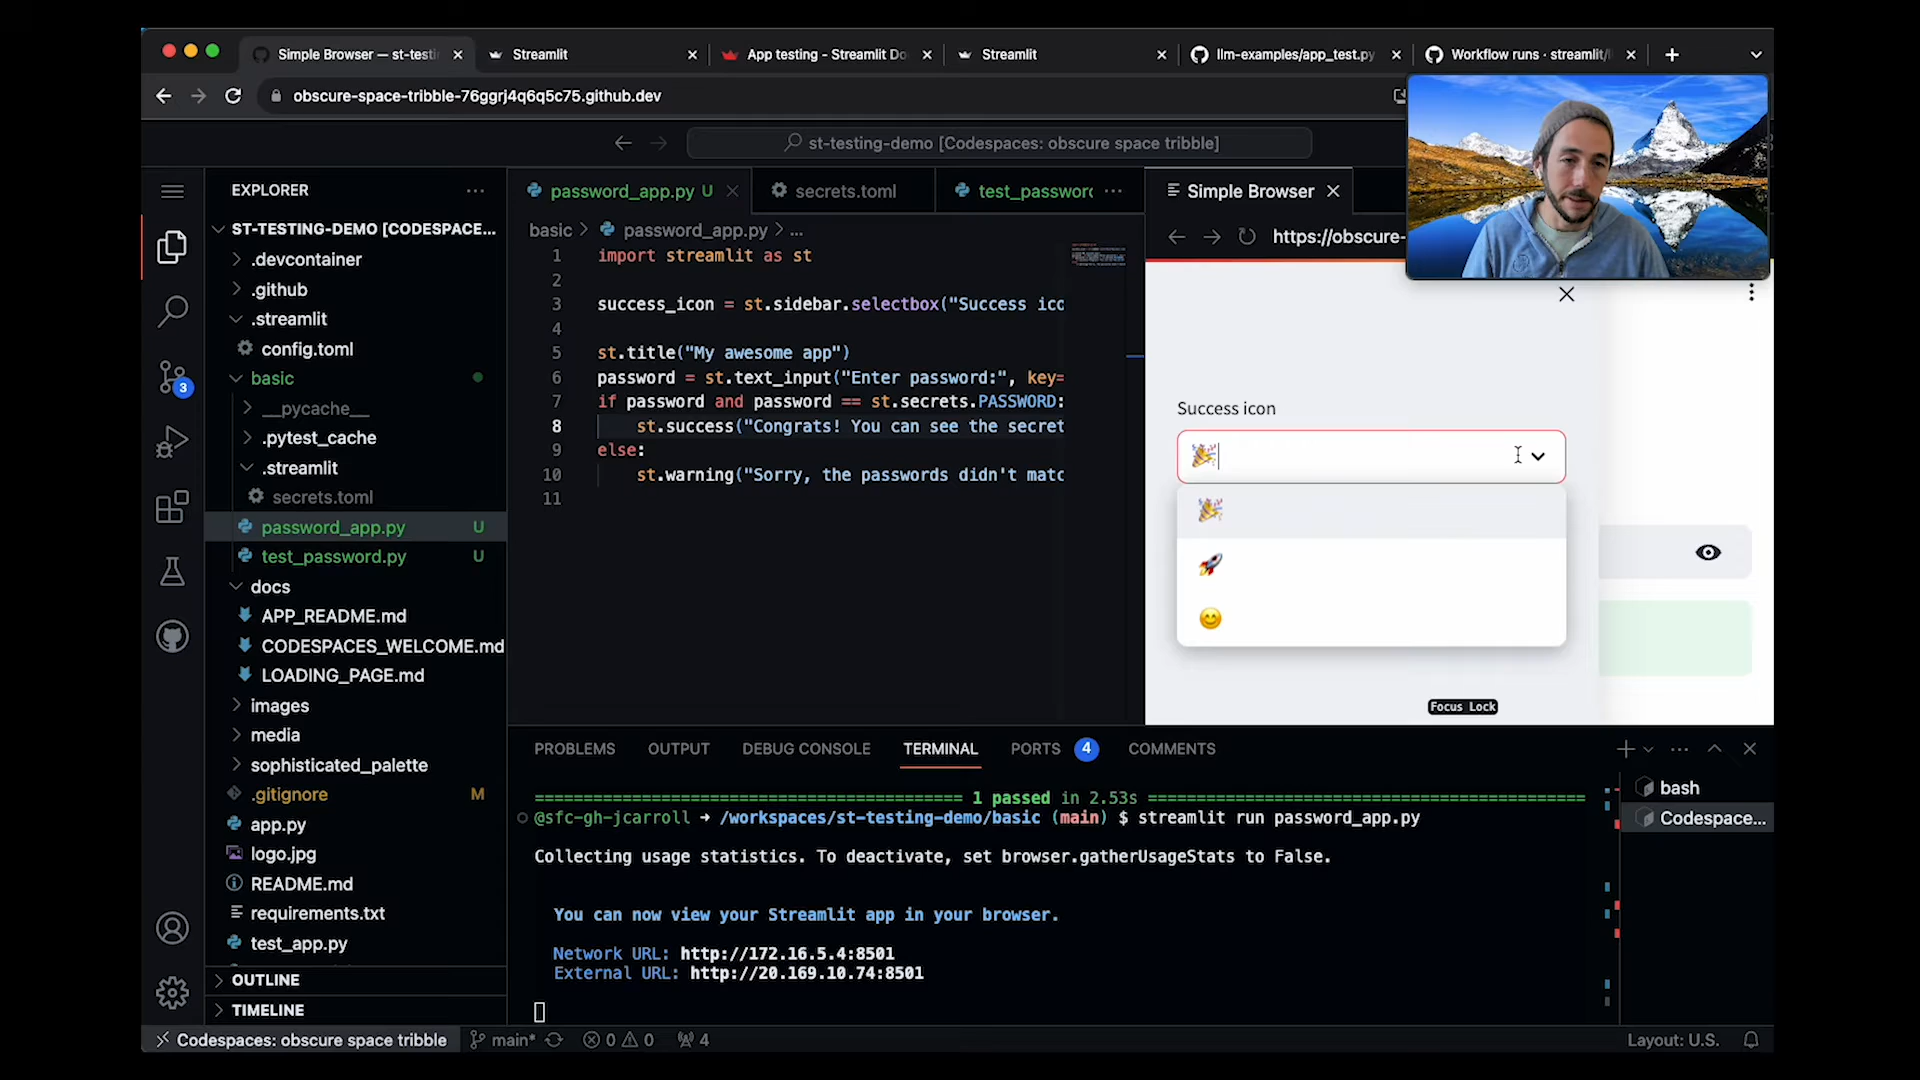 Simple Browser — st-testi
Streamlit
App testing - Streamlit Do
Streamlit
llm-examples/app_test.py
Workflow runs · streamlit/l
obscure-space-tribble-76ggrj4q6q5c75.github.dev
st-testing-demo [Codespaces: obscure space tribble]
EXPLORER
ST-TESTING-DEMO [CODESPACE...
.devcontainer
.github
.streamlit
config.toml
basic
__pycache__
.pytest_cache
.streamlit
secrets.toml
password_app.py U
test_password.py U
docs
APP_README.md
CODESPACES_WELCOME.md
LOADING_PAGE.md
images
media
sophisticated_palette
.gitignore M
app.py
logo.jpg
README.md
requirements.txt
test_app.py
OUTLINE
TIMELINE
3
password_app.py U
secrets.toml
test_passworc
basic > password_app.py > ...
1 import streamlit as st
2
3 success_icon = st.sidebar.selectbox("Success ico
4
5 st.title("My awesome app")
6 password = st.text_input("Enter password:", key=
7 if password and password == st.secrets.PASSWORD:
8 st.success("Congrats! You can see the secret
9 else:
10 st.warning("Sorry, the passwords didn't matc
11
Simple Browser
https://obscure-
Success icon
🎉
🎉
🚀
😊
Focus Lock
PROBLEMS
OUTPUT
DEBUG CONSOLE
TERMINAL
PORTS 4
COMMENTS
============================================ 1 passed in 2.53s =============================================
@sfc-gh-jcarroll → /workspaces/st-testing-demo/basic (main) $ streamlit run password_app.py
Collecting usage statistics. To deactivate, set browser.gatherUsageStats to False.
You can now view your Streamlit app in your browser.
Network URL: http://172.16.5.4:8501
External URL: http://20.169.10.74:8501
bash
Codespace...
Codespaces: obscure space tribble
main*
0
0
4
Layout: U.S.